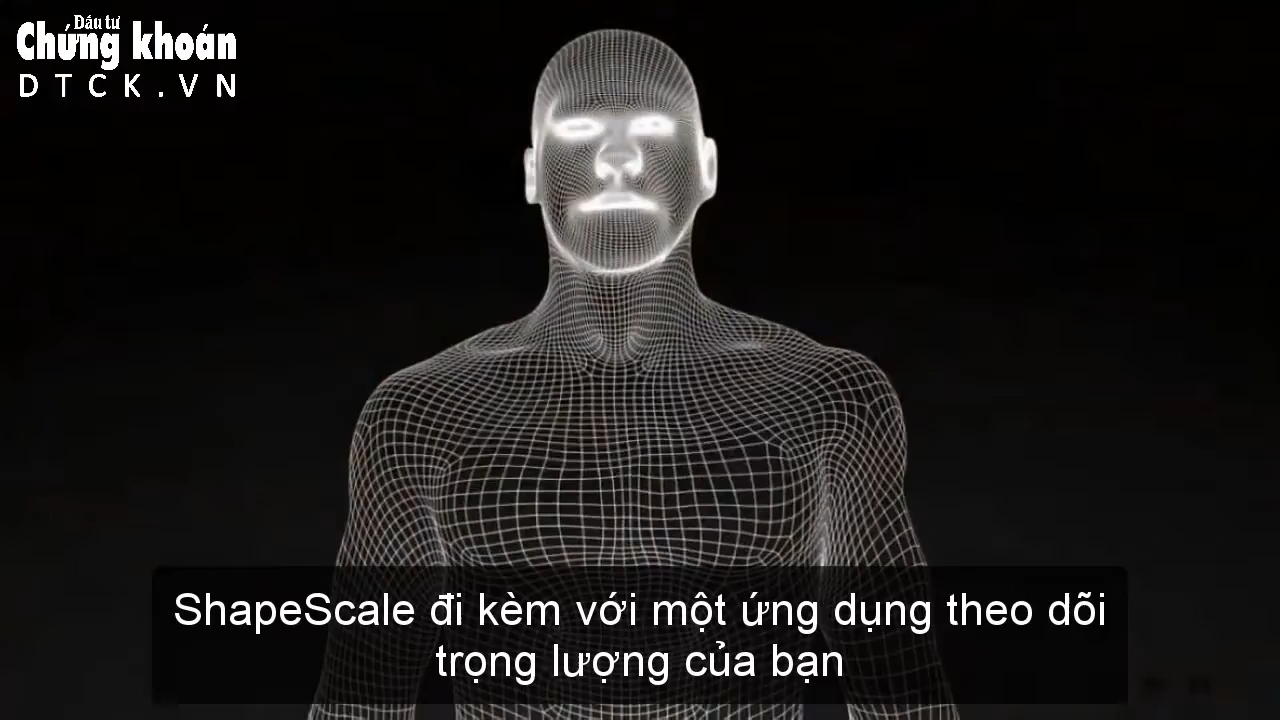 Đầu tư
Chứng khoán
DTCK.VN
ShapeScale đi kèm với một ứng dụng theo dõi
trọng lượng của bạn